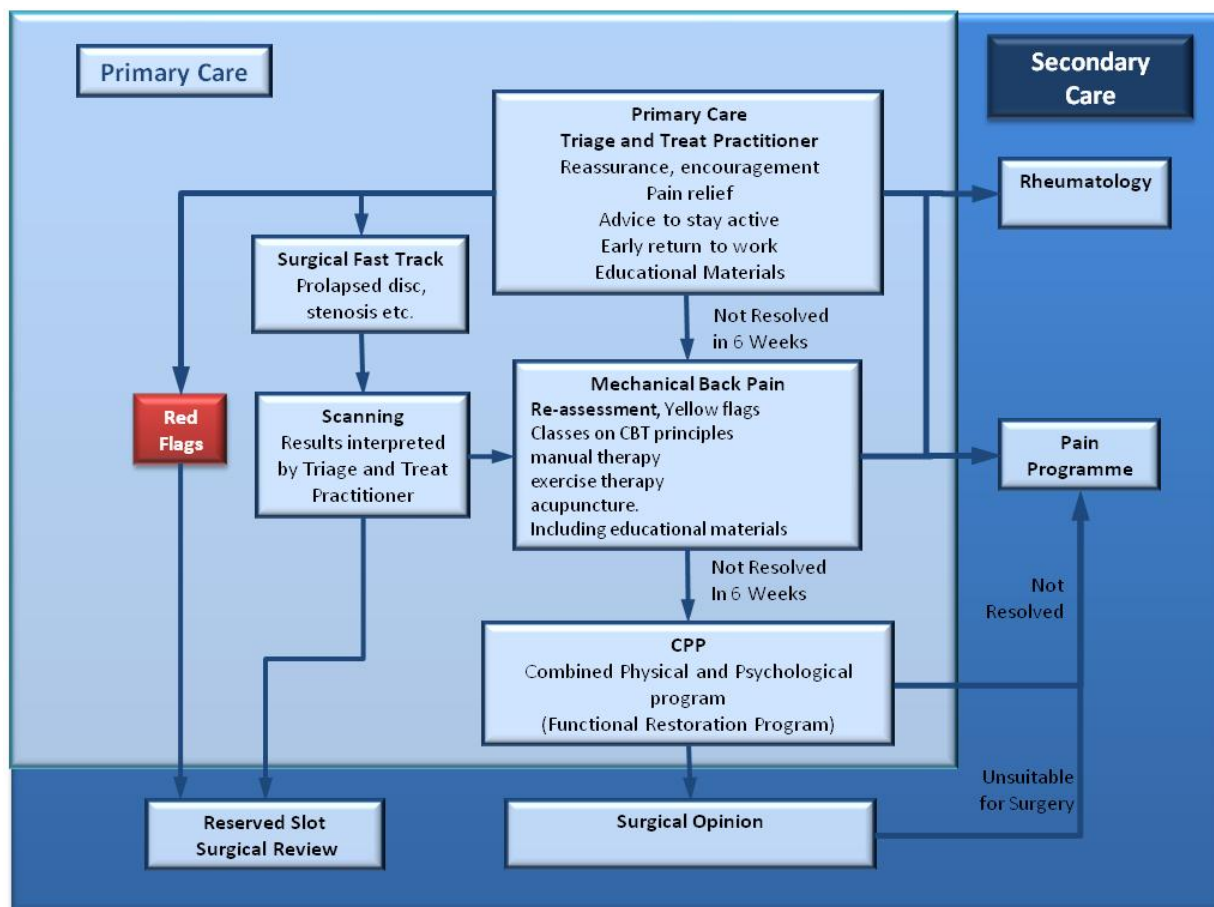 Primary Care
Secondary
Care
Primary Care
Triage and Treat Practitioner
Reassurance, encouragement
Pain relief
Advice to stay active
Early return to work
Educational Materials
Rheumatology
Surgical Fast Track
Prolapsed disc,
stenosis etc.
Not Resolved
in 6 Weeks
Red
Flags
Scanning
Results interpreted
by Triage and Treat
Practitioner
Mechanical Back Pain
Re-assessment, Yellow flags
Classes on CBT principles
manual therapy
exercise therapy
acupuncture.
Including educational materials
Pain
Programme
Not Resolved
In 6 Weeks
Not
Resolved
CPP
Combined Physical and Psychological
program
(Functional Restoration Program)
Unsuitable
for Surgery
Reserved Slot
Surgical Review
Surgical Opinion